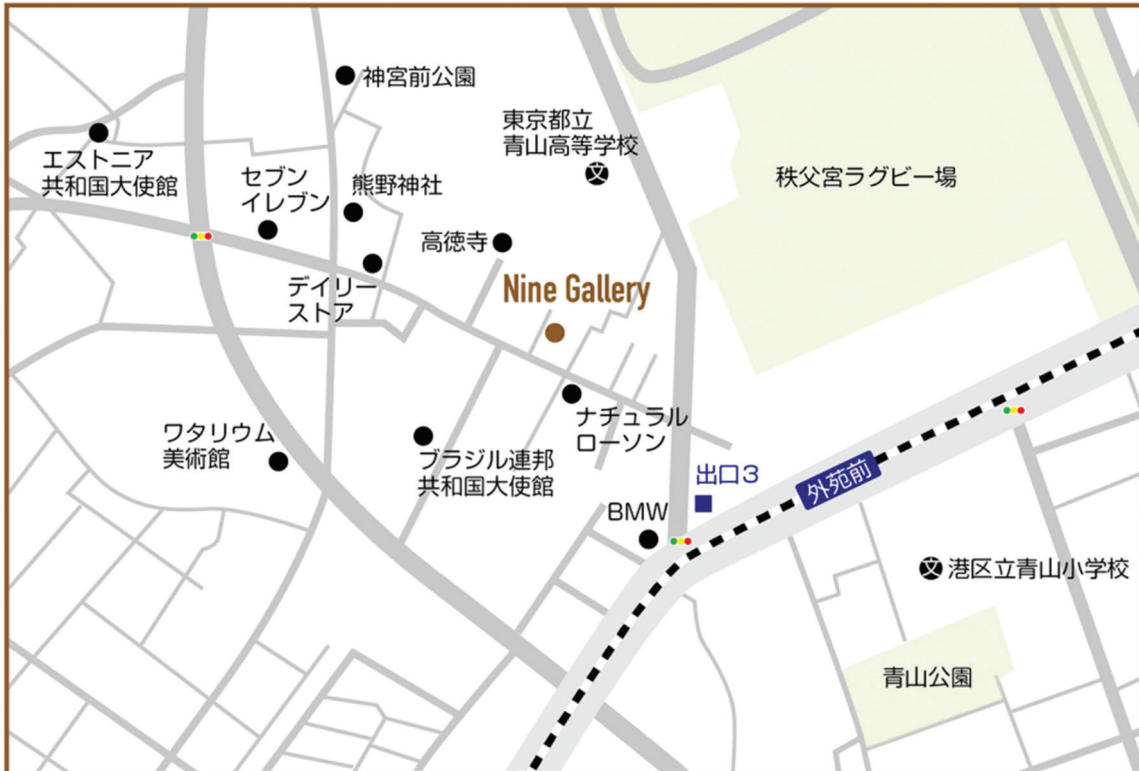 神宮前公園
東京都立
青山高等学校
エストニア
共和国大使館
セブン
イレブン
熊野神社
秩父宮ラグビー場
高徳寺
デイリー
ストア
Nine Gallery
ナチュラル
ローソン
ワタリウム
美術館
ブラジル連邦
共和国大使館
出口3
外苑前
BMW
文
文
港区立青山小学校
青山公園